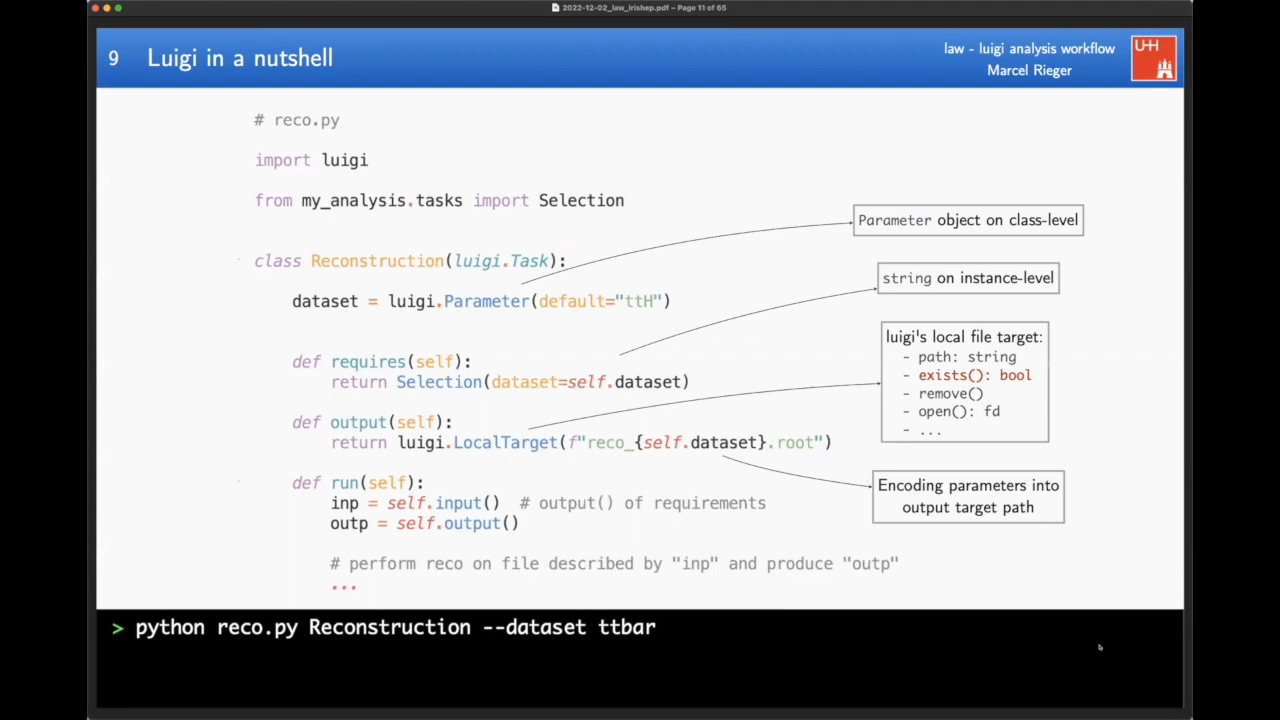 2022-12-02_law_irishep.pdf – Page 11 of 65
9 Luigi in a nutshell
law - luigi analysis workflow
Marcel Rieger
UH
# reco.py
import luigi
from my_analysis.tasks import Selection
Parameter object on class-level
class Reconstruction(luigi.Task):
string on instance-level
dataset = luigi.Parameter(default="ttH")
luigi's local file target:
- path: string
- exists(): bool
- remove()
- open(): fd
- ...
def requires(self):
return Selection(dataset=self.dataset)
def output(self):
return luigi.LocalTarget(f"reco_{self.dataset}.root")
Encoding parameters into
output target path
def run(self):
inp = self.input()  # output() of requirements
outp = self.output()
# perform reco on file described by "inp" and produce "outp"
...
> python reco.py Reconstruction --dataset ttbar